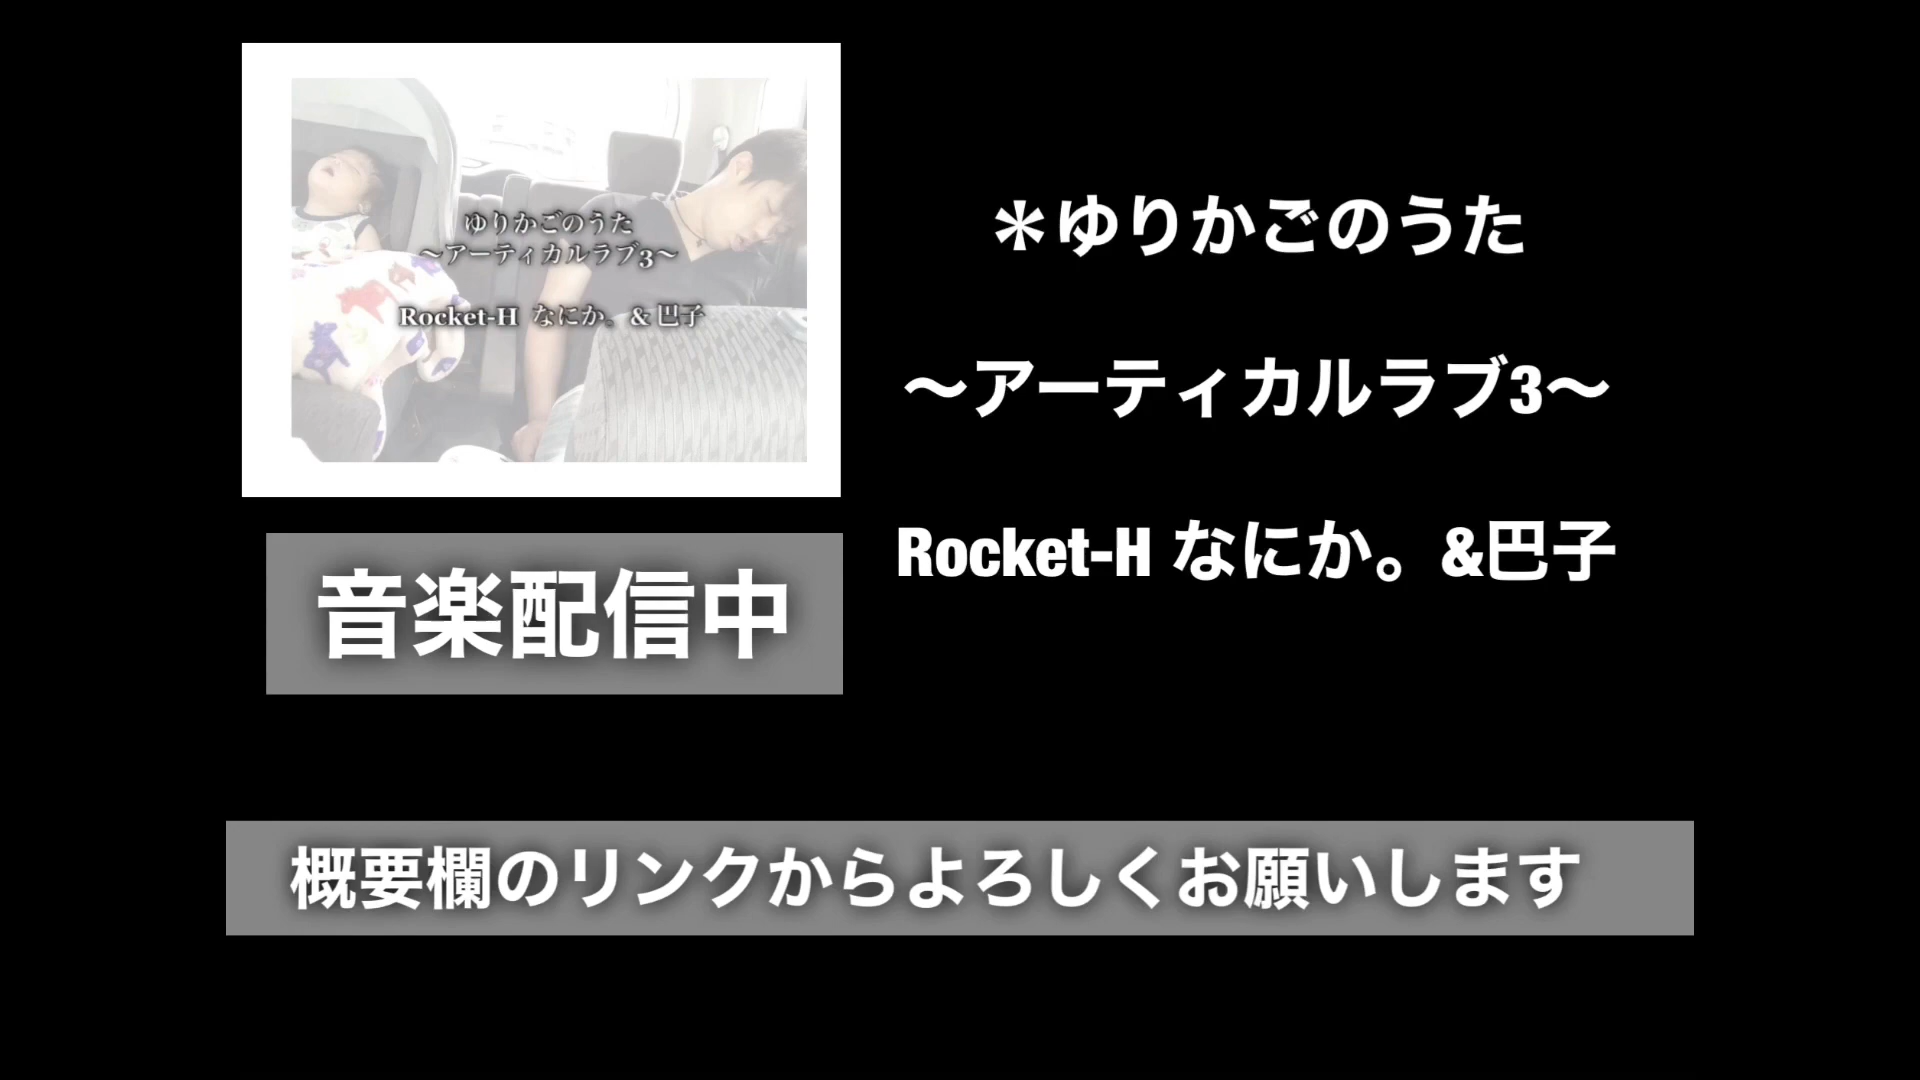 ゆりかごのうた
〜アーティカルラブ3〜
Rocket-H なにか。& 巴子
音楽配信中
＊ゆりかごのうた
〜アーティカルラブ3〜
Rocket-H なにか。&巴子
概要欄のリンクからよろしくお願いします